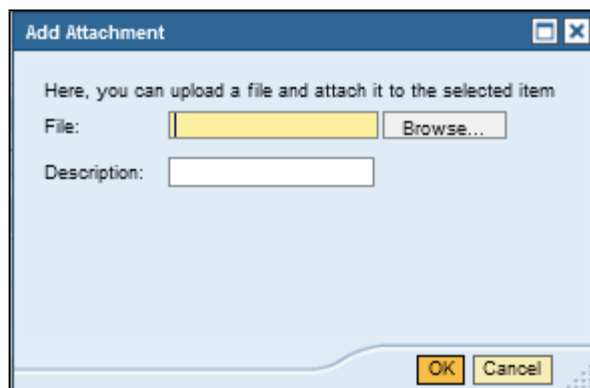 Add Attachment
Here, you can upload a file and attach it to the selected item
File:
Browse...
Description:
OK
Cancel